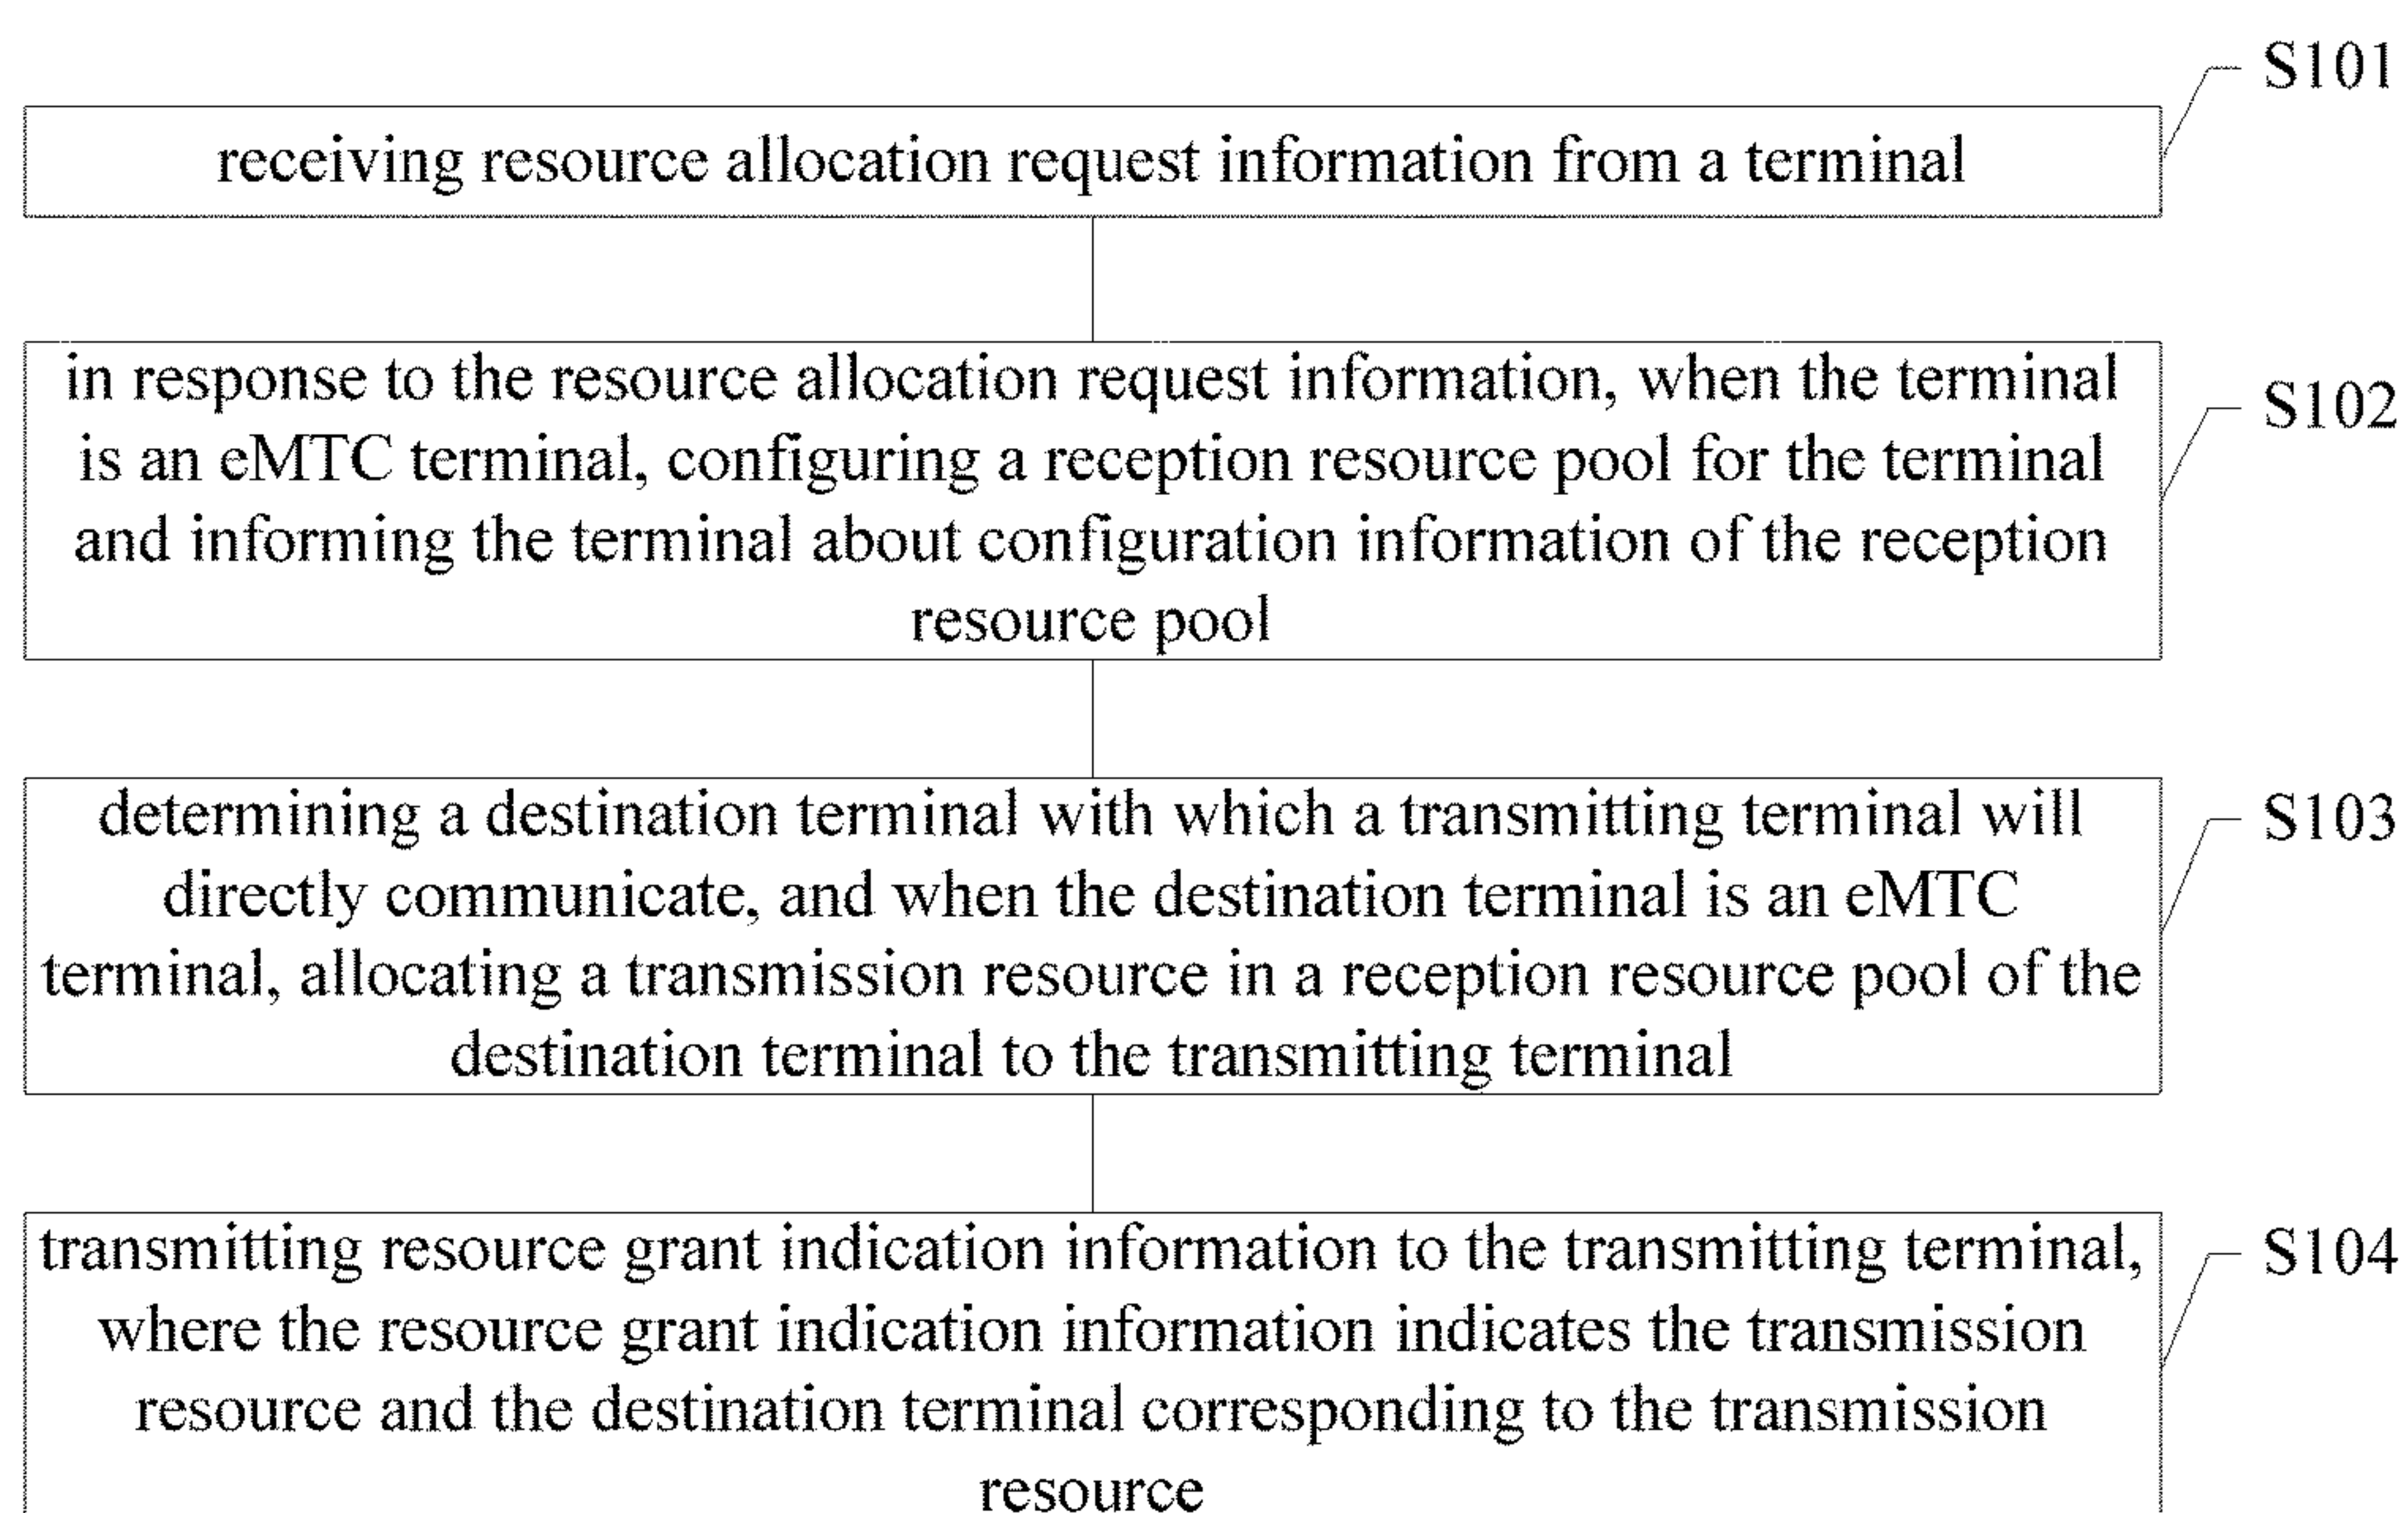 S101
receiving resource allocation request information from a terminal
in response to the resource allocation request information, when the terminal
is an eMTC terminal, configuring a reception resource pool for the terminal
and informing the terminal about configuration information of the reception
resource pool
S102
determining a destination terminal with which a transmitting terminal will
directly communicate, and when the destination terminal is an eMTC
terminal, allocating a transmission resource in a reception resource pool of the
destination terminal to the transmitting terminal
S103
transmitting resource grant indication information to the transmitting terminal,
where the resource grant indication information indicates the transmission
resource and the destination terminal corresponding to the transmission
resource
S104